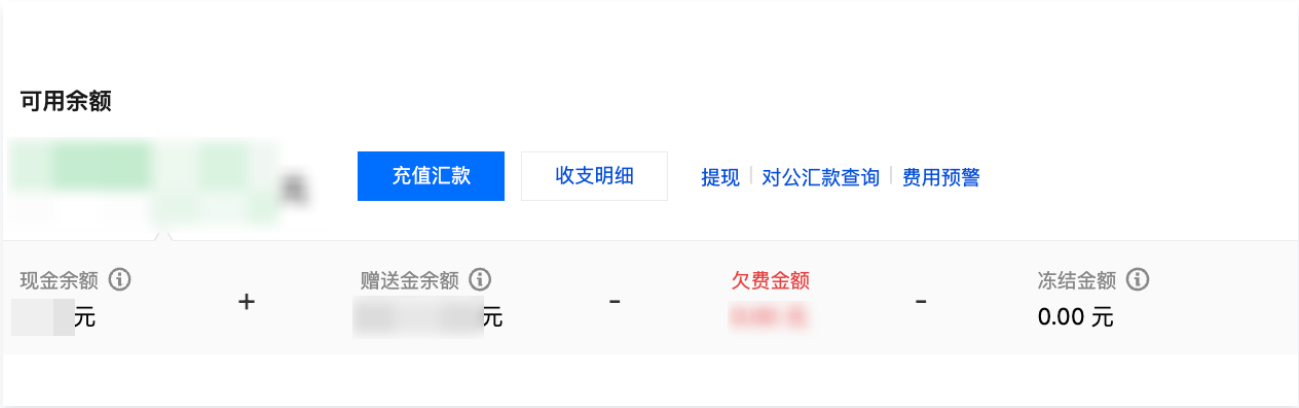 可用余额
元 充值汇款 收支明细 提现 对公汇款查询 费用预警
现金余额 赠送金余额 欠费金额 冻结金额
元 + 元 - - 0.00 元